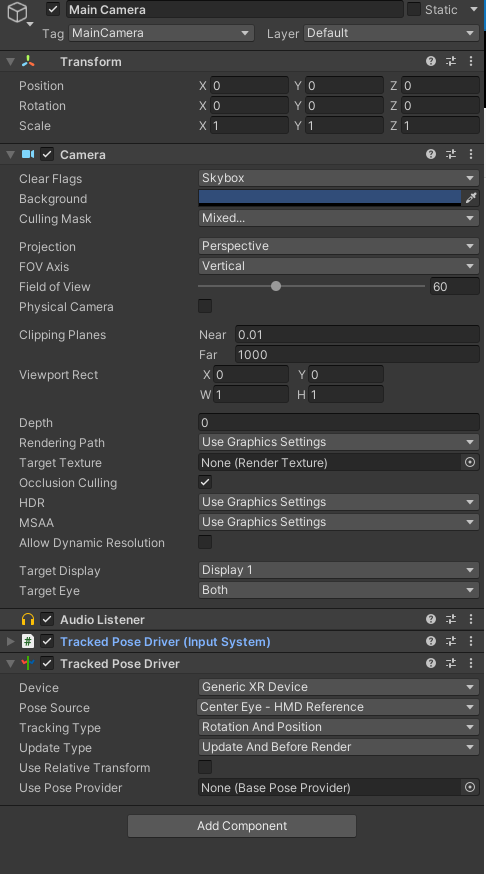 Main Camera Static
Tag MainCamera Layer Default
Transform
Position X 0 Y 0 Z 0
Rotation X 0 Y 0 Z 0
Scale X 1 Y 1 Z 1
Camera
Clear Flags Skybox
Background
Culling Mask Mixed...
Projection Perspective
FOV Axis Vertical
Field of View 60
Physical Camera
Clipping Planes Near 0.01
Far 1000
Viewport Rect X 0 Y 0
W 1 H 1
Depth 0
Rendering Path Use Graphics Settings
Target Texture None (Render Texture)
Occlusion Culling
HDR Use Graphics Settings
MSAA Use Graphics Settings
Allow Dynamic Resolution
Target Display Display 1
Target Eye Both
Audio Listener
# Tracked Pose Driver (Input System)
Tracked Pose Driver
Device Generic XR Device
Pose Source Center Eye - HMD Reference
Tracking Type Rotation And Position
Update Type Update And Before Render
Use Relative Transform
Use Pose Provider None (Base Pose Provider)
Add Component